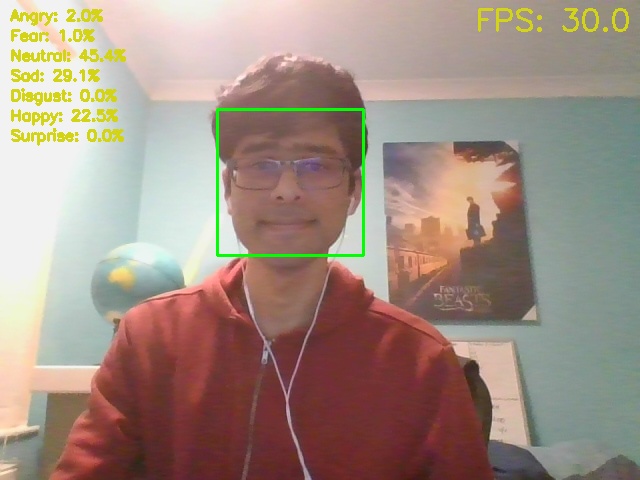 Angry: 2.0%
Fear: 1.0%
Neutral: 45.4%
Sad: 29.1%
Disgust: 0.0%
Happy: 22.5%
Surprise: 0.0%
FPS: 30.0
FANTASTIC
BEASTS